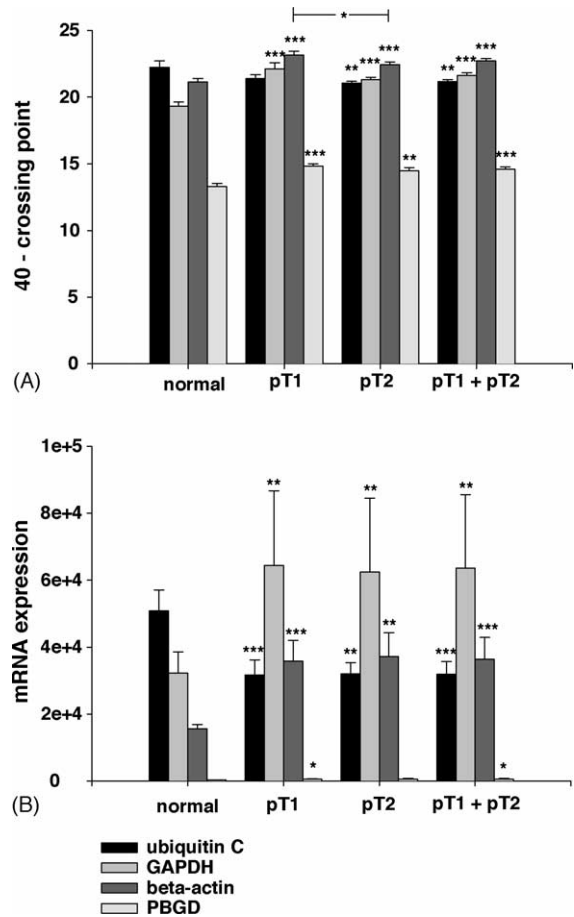 *
*** *** *** *** ***
*** ** ** ***
*** ** ***
25
20
15
10
5
0
40 - crossing point
(A)
normal pT1 pT2 pT1 + pT2
1e+5
8e+4
6e+4
4e+4
2e+4
0
mRNA expression
** ** **
*** *** ** ** *** ***
* *
(B)
normal pT1 pT2 pT1 + pT2
ubiquitin C
GAPDH
beta-actin
PBGD